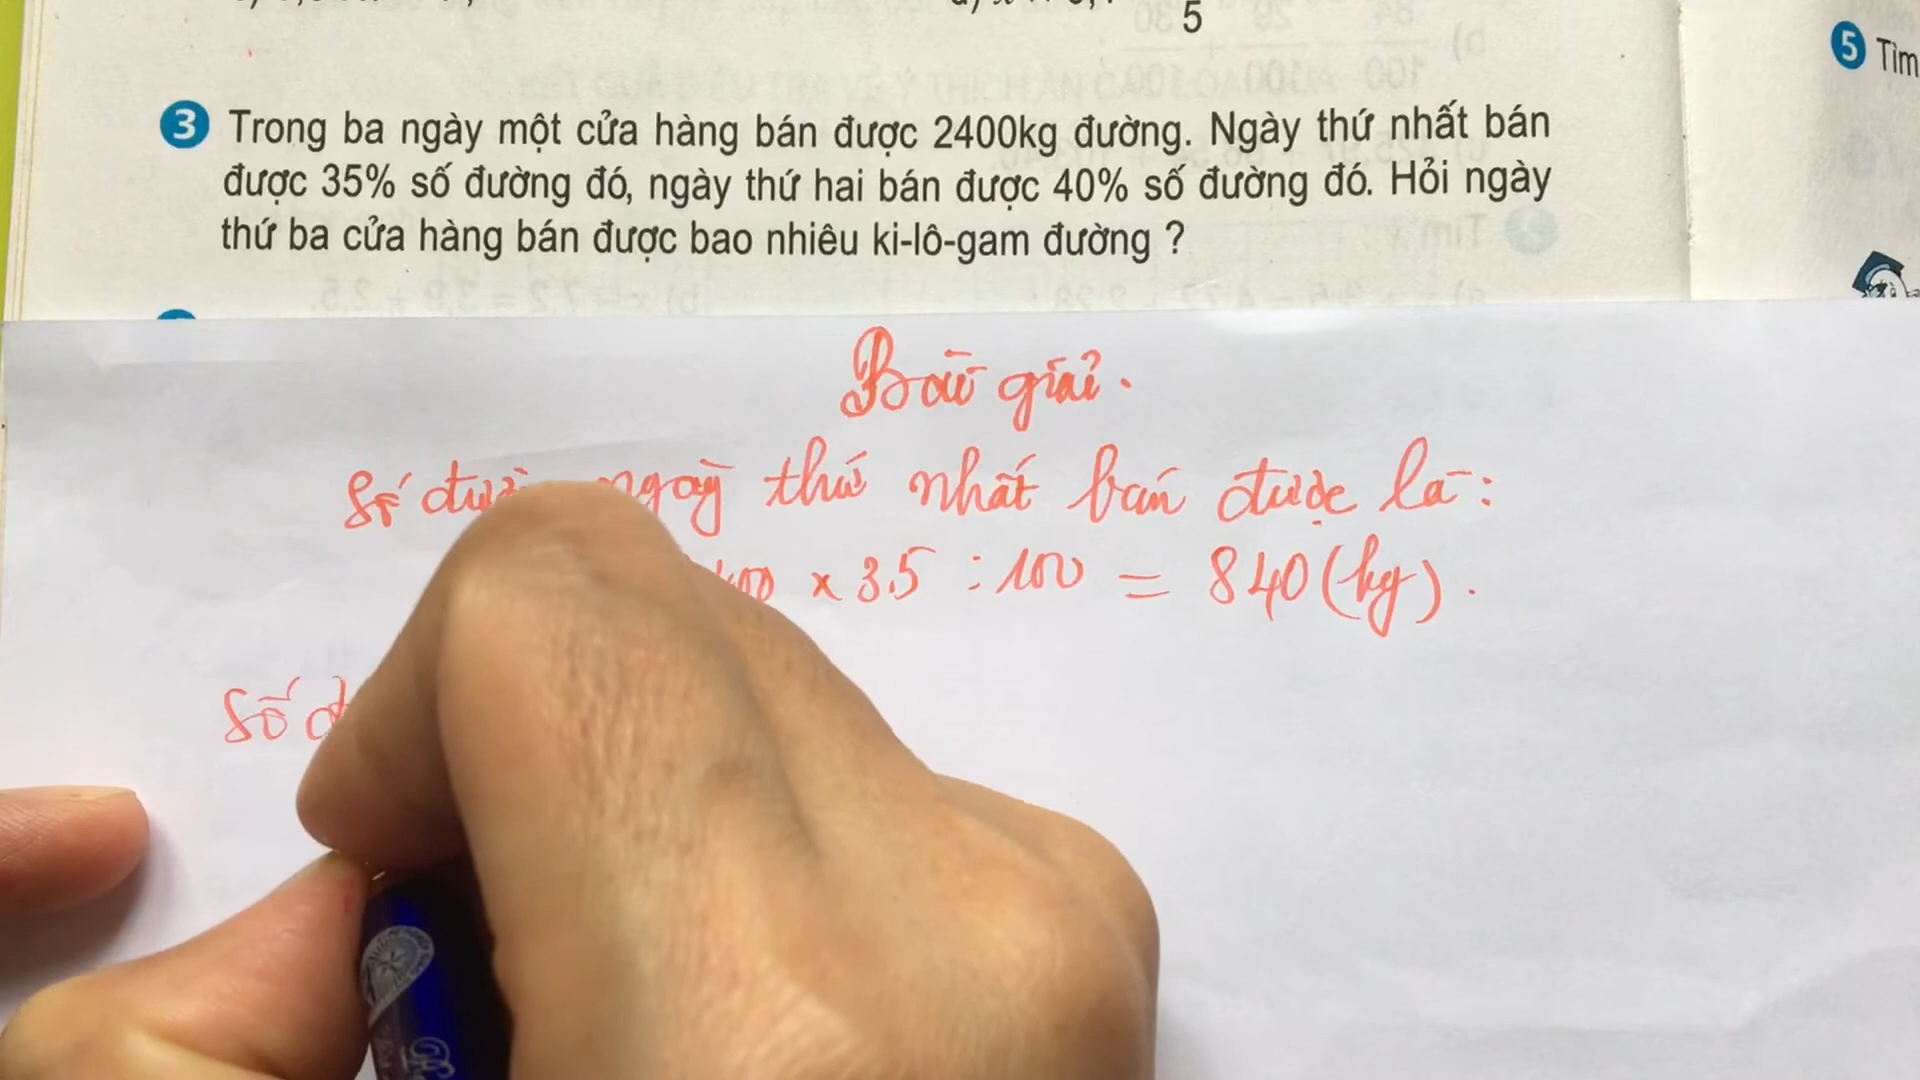 5
5 Tìm
3 Trong ba ngày một cửa hàng bán được 2400kg đường. Ngày thứ nhất bán
được 35% số đường đó, ngày thứ hai bán được 40% số đường đó. Hỏi ngày
thứ ba cửa hàng bán được bao nhiêu ki-lô-gam đường ?
Bài giải.
Số ngày thứ nhất bán được là:
x 35 : 100 = 840 (kg).
Số